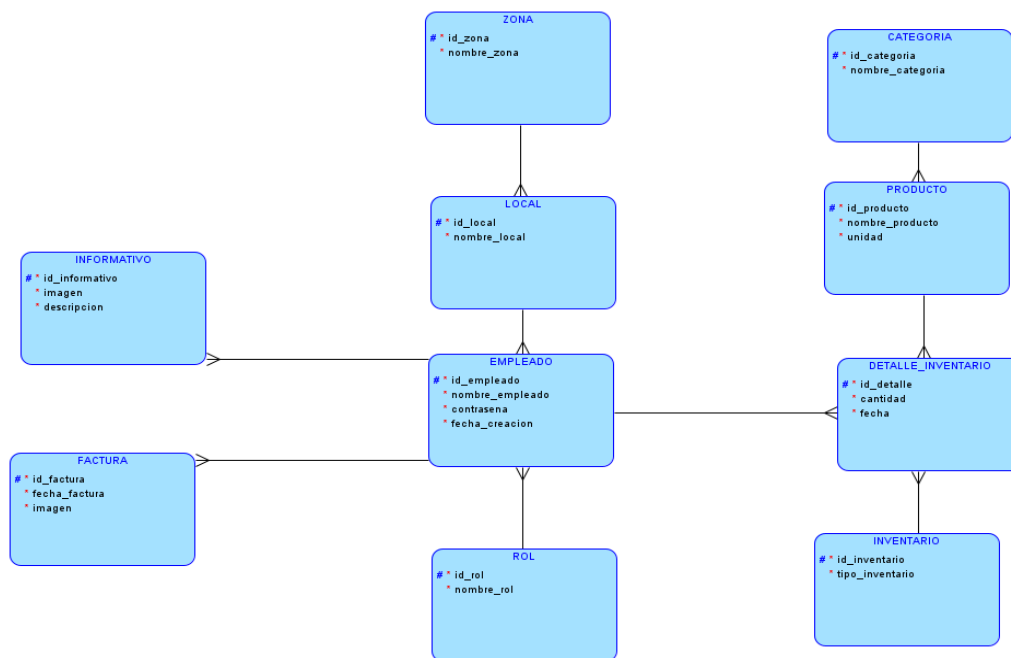 ZONA
# * id_zona
* nombre_zona
CATEGORIA
# * id_categoria
* nombre_categoria
LOCAL
# * id_local
* nombre_local
PRODUCTO
# * id_producto
* nombre_producto
* unidad
INFORMATIVO
# * id_informativo
* imagen
* descripcion
EMPLEADO
# * id_empleado
* nombre_empleado
* contrasena
* fecha_creacion
DETALLE_INVENTARIO
# * id_detalle
* cantidad
* fecha
FACTURA
# * id_factura
* fecha_factura
* imagen
ROL
# * id_rol
* nombre_rol
INVENTARIO
# * id_inventario
* tipo_inventario